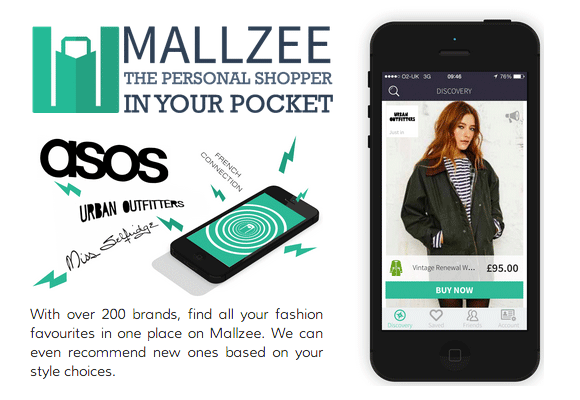 MALLZEE
THE PERSONAL SHOPPER
IN YOUR POCKET
asos
FRENCH
CONNECTION
URBAN OUTFITTERS
Miss Selfridge
With over 200 brands, find all your fashion
favourites in one place on Mallzee. We can
even recommend new ones based on your
style choices.
O2-UK 3G 09:46 76%
DISCOVERY
URBAN
OUTFITTERS
Vintage Renewal W... £95.00
BUY NOW
Discovery Saved Friends Account